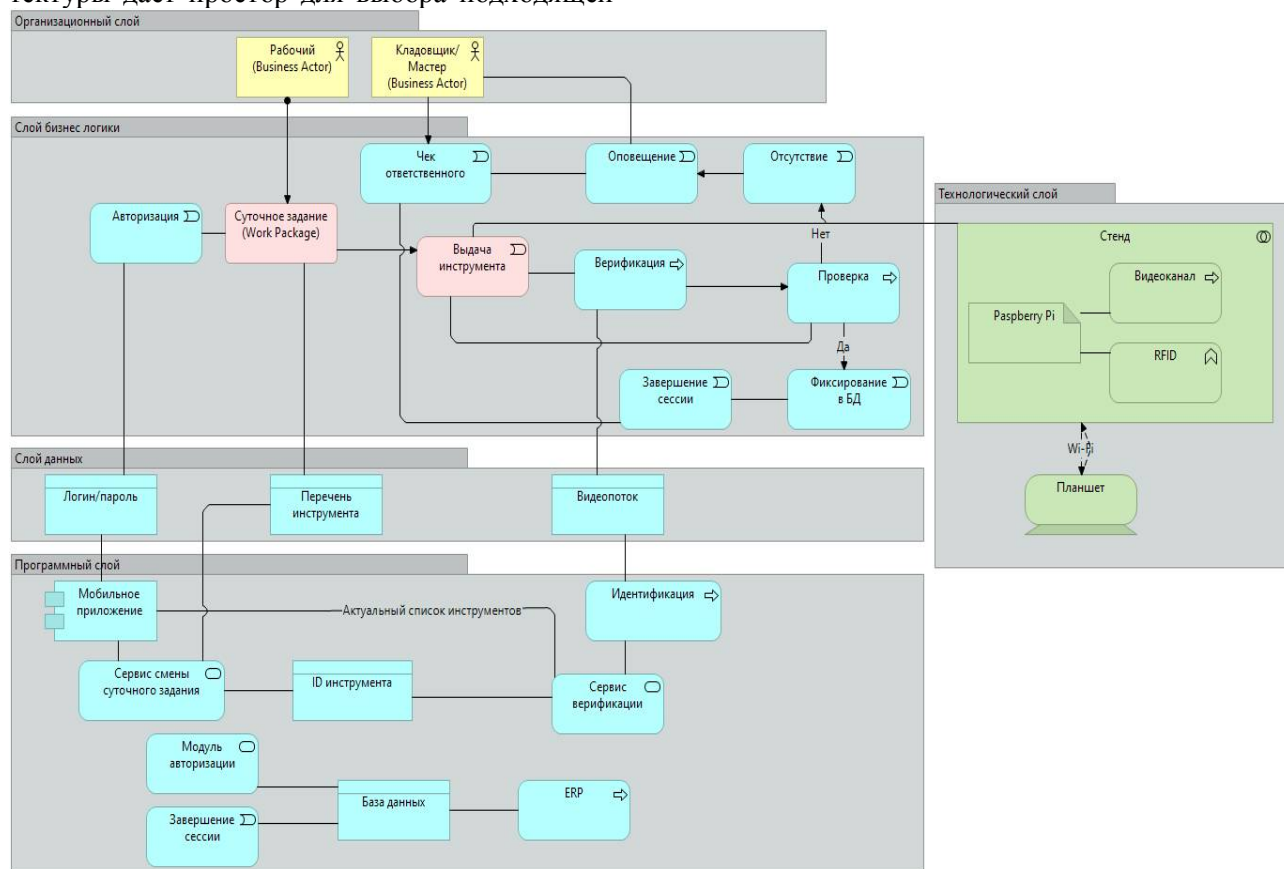 тектуры дает простор для выбора подходящей
Организационный слой
Рабочий
(Business Actor)
Кладовщик/
Мастер
(Business Actor)
Слой бизнес логики
Чек
ответственного
Оповещение
Отсутствие
Авторизация
Суточное задание
(Work Package)
Нет
Выдача
инструмента
Верификация
Проверка
Да
Завершение
сессии
Фиксирование
в БД
Технологический слой
Стенд
Видеоканал
Paspberry Pi
RFID
Wi-Fi
Планшет
Слой данных
Логин/пароль
Перечень
инструмента
Видеопоток
Программный слой
Мобильное
приложение
Актуальный список инструментов
Идентификация
Сервис смены
суточного задания
ID инструмента
Сервис
верификации
Модуль
авторизации
База данных
ERP
Завершение
сессии